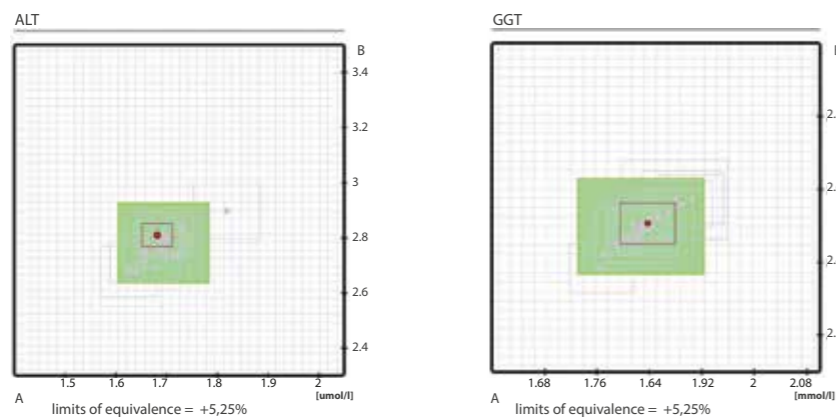 ALT
B
3.4
3.2
3
2.8
2.6
2.4
1.5 1.6 1.7 1.8 1.9 2
A [umol/l]
limits of equivalence = +5,25%
GGT
1.68 1.76 1.64 1.92 2 2.08
A [mmol/l]
limits of equivalence = +5,25%